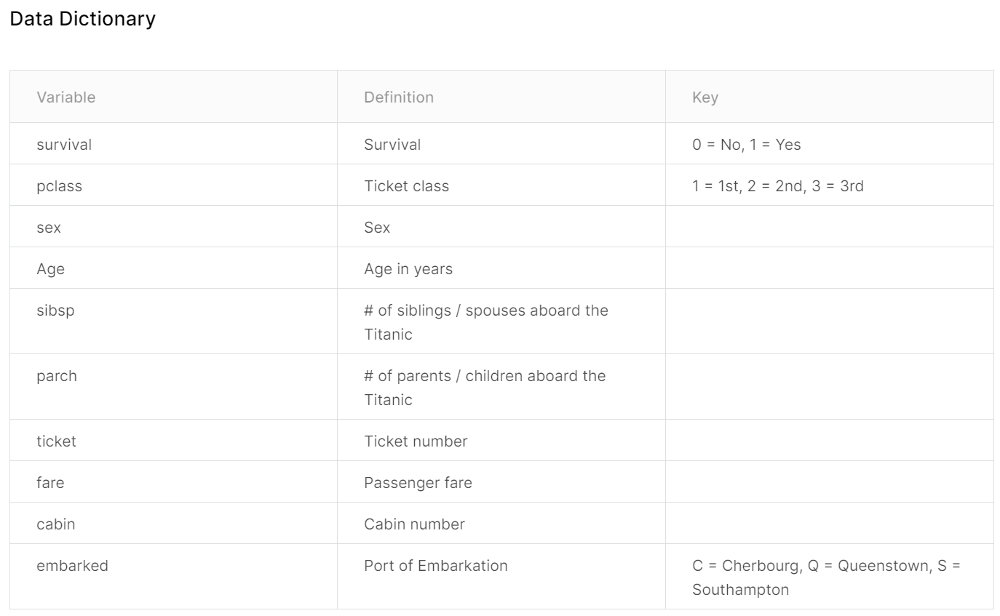 Data Dictionary
Variable Definition Key
survival Survival 0 = No, 1 = Yes
pclass Ticket class 1 = 1st, 2 = 2nd, 3 = 3rd
sex Sex
Age Age in years
sibsp # of siblings / spouses aboard the
Titanic
parch # of parents / children aboard the
Titanic
ticket Ticket number
fare Passenger fare
cabin Cabin number
embarked Port of Embarkation C = Cherbourg, Q = Queenstown, S =
Southampton